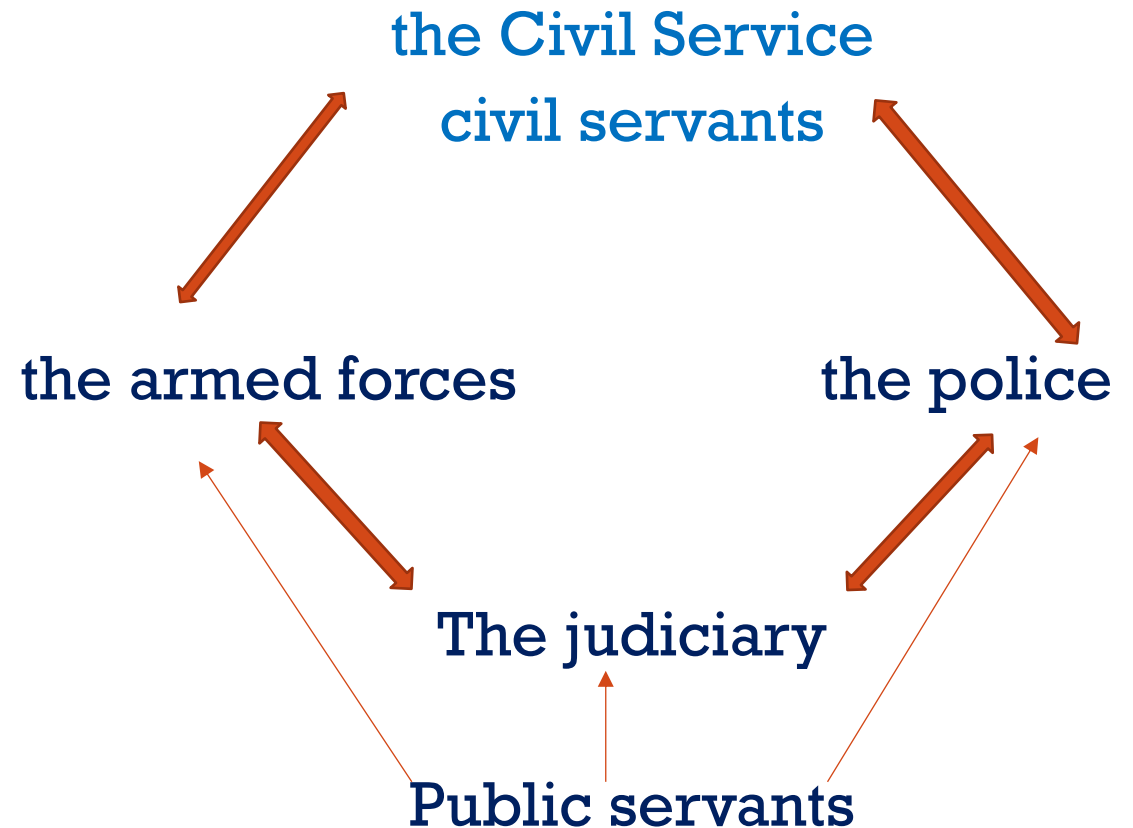 the Civil Service
civil servants
the armed forces
the police
The judiciary
Public servants